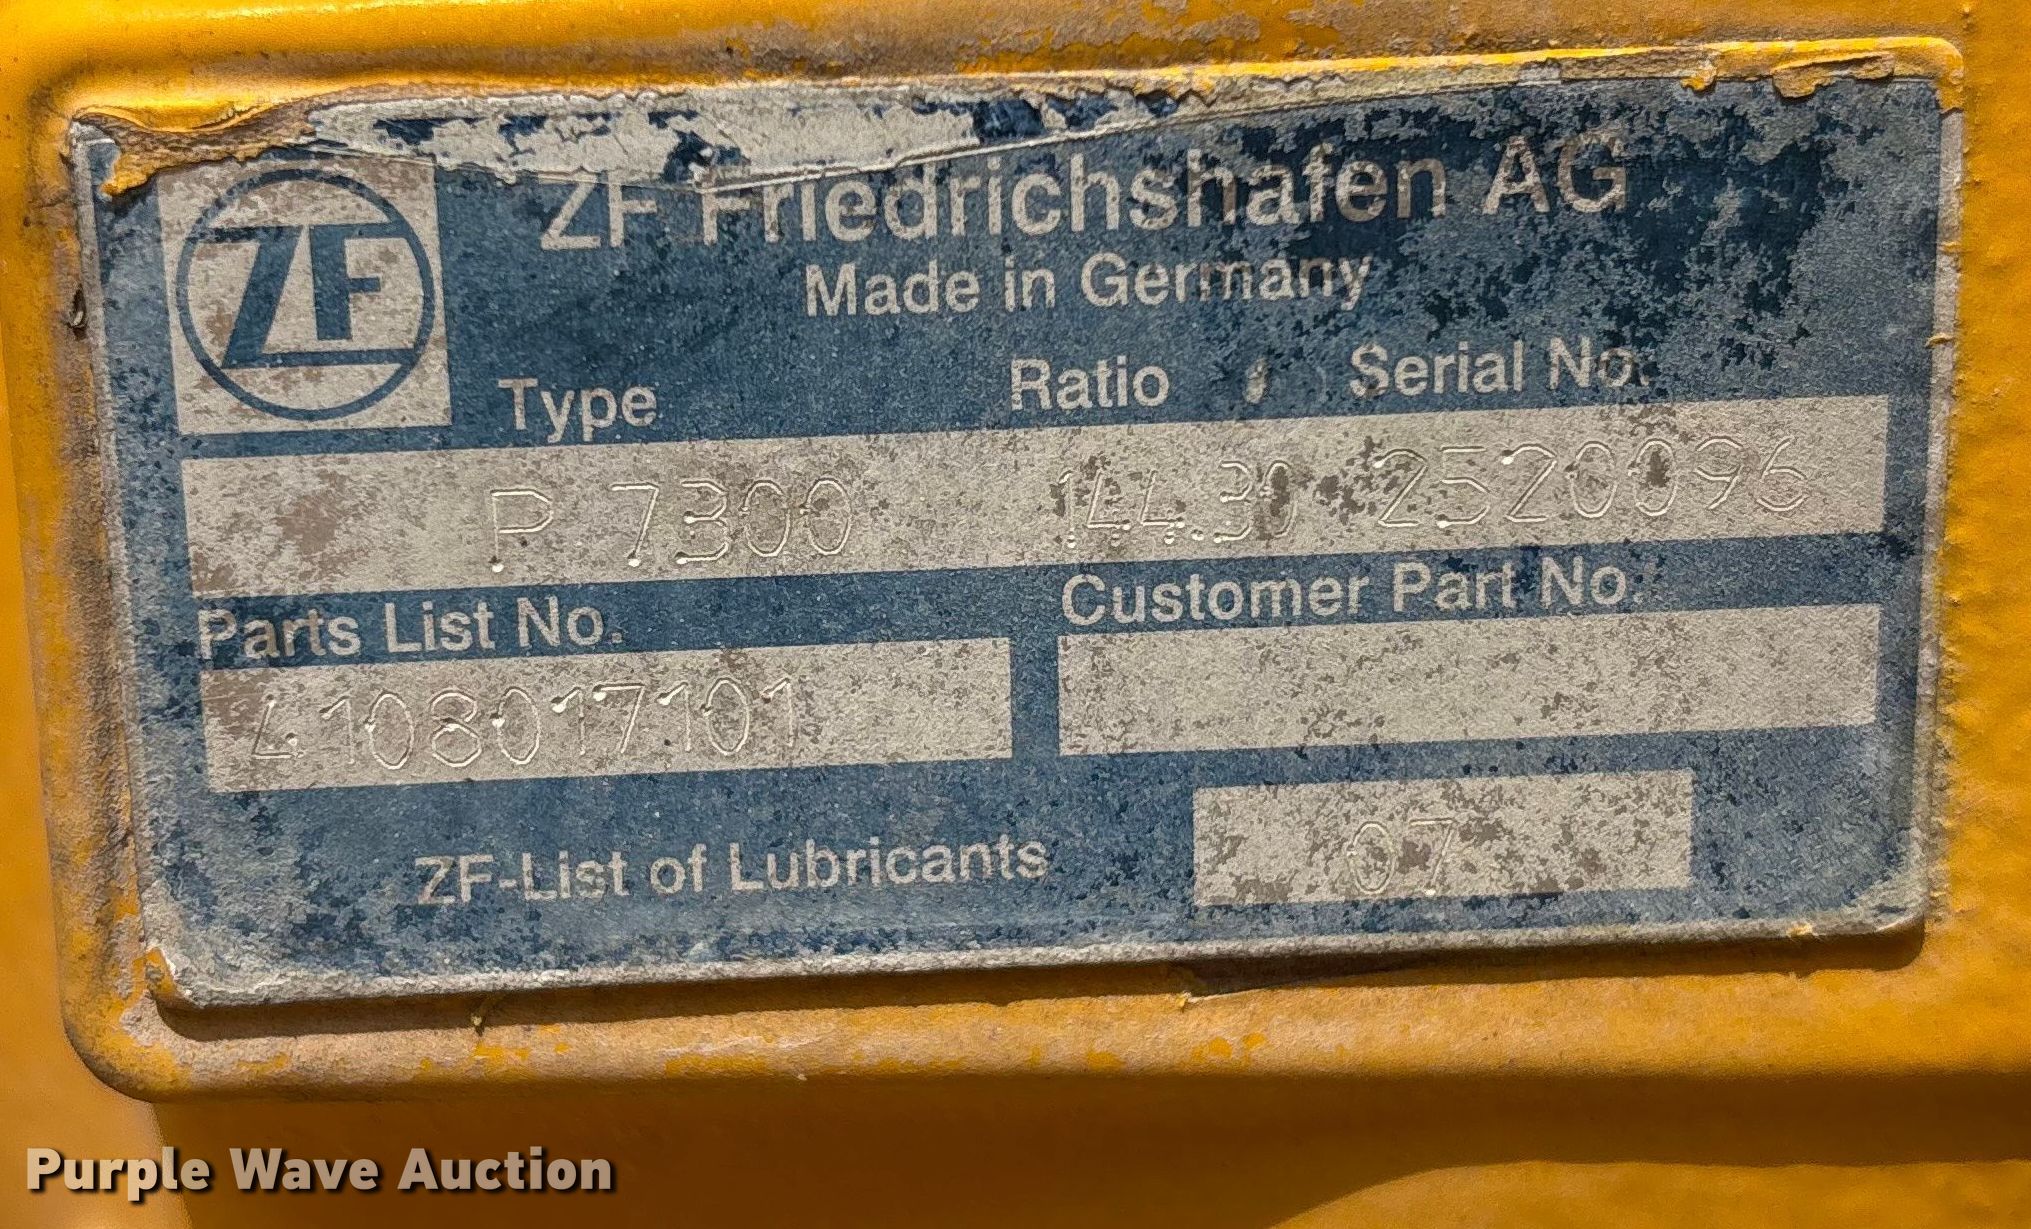 ZF Friedrichshafen AG
ZF
Made in Germany
Type Ratio Serial No.
P 7300 144.30 2520096
Parts List No. Customer Part No.
4108017101
ZF-List of Lubricants 07
Purple Wave Auction